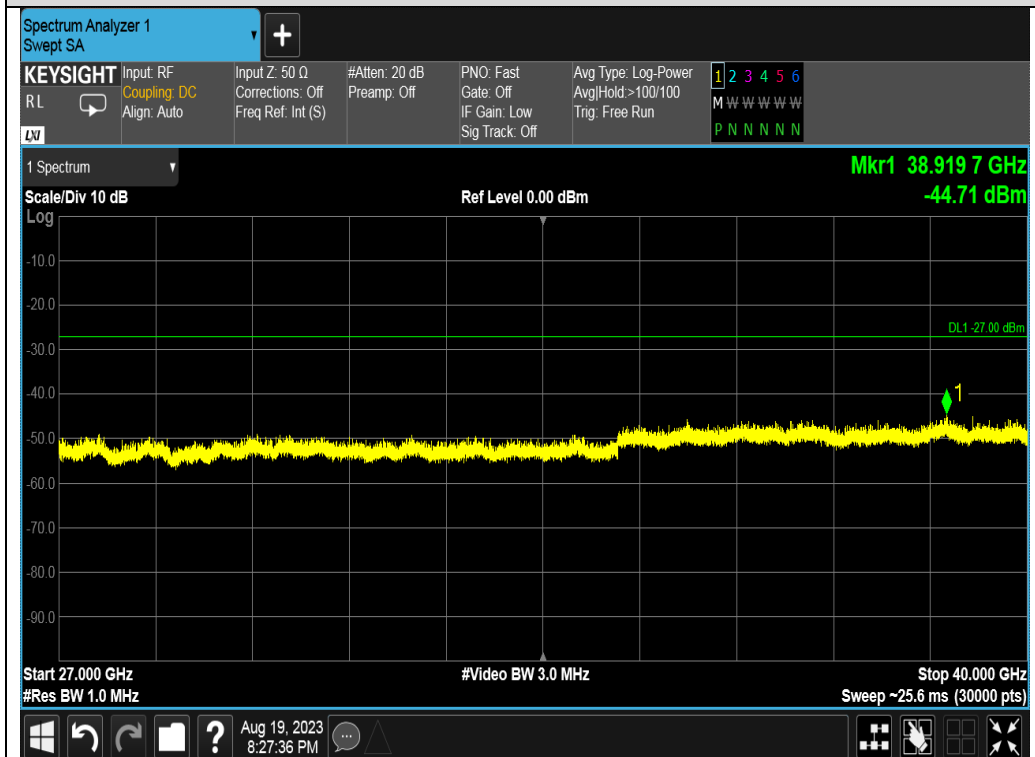 Spectrum Analyzer 1
Swept SA
+
KEYSIGHT
RL
LXI
Input: RF
Coupling: DC
Align: Auto
Input Z: 50 Ω
Corrections: Off
Freq Ref: Int (S)
#Atten: 20 dB
Preamp: Off
PNO: Fast
Gate: Off
IF Gain: Low
Sig Track: Off
Avg Type: Log-Power
Avg|Hold:>100/100
Trig: Free Run
1 2 3 4 5 6
M W W W W W
P N N N N N
1 Spectrum
Mkr1 38.919 7 GHz
-44.71 dBm
Scale/Div 10 dB
Ref Level 0.00 dBm
Log
-10.0
-20.0
DL1 -27.00 dBm
-30.0
-40.0
1
-50.0
-60.0
-70.0
-80.0
-90.0
Start 27.000 GHz
#Video BW 3.0 MHz
Stop 40.000 GHz
#Res BW 1.0 MHz
Sweep ~25.6 ms (30000 pts)
?
Aug 19, 2023
8:27:36 PM